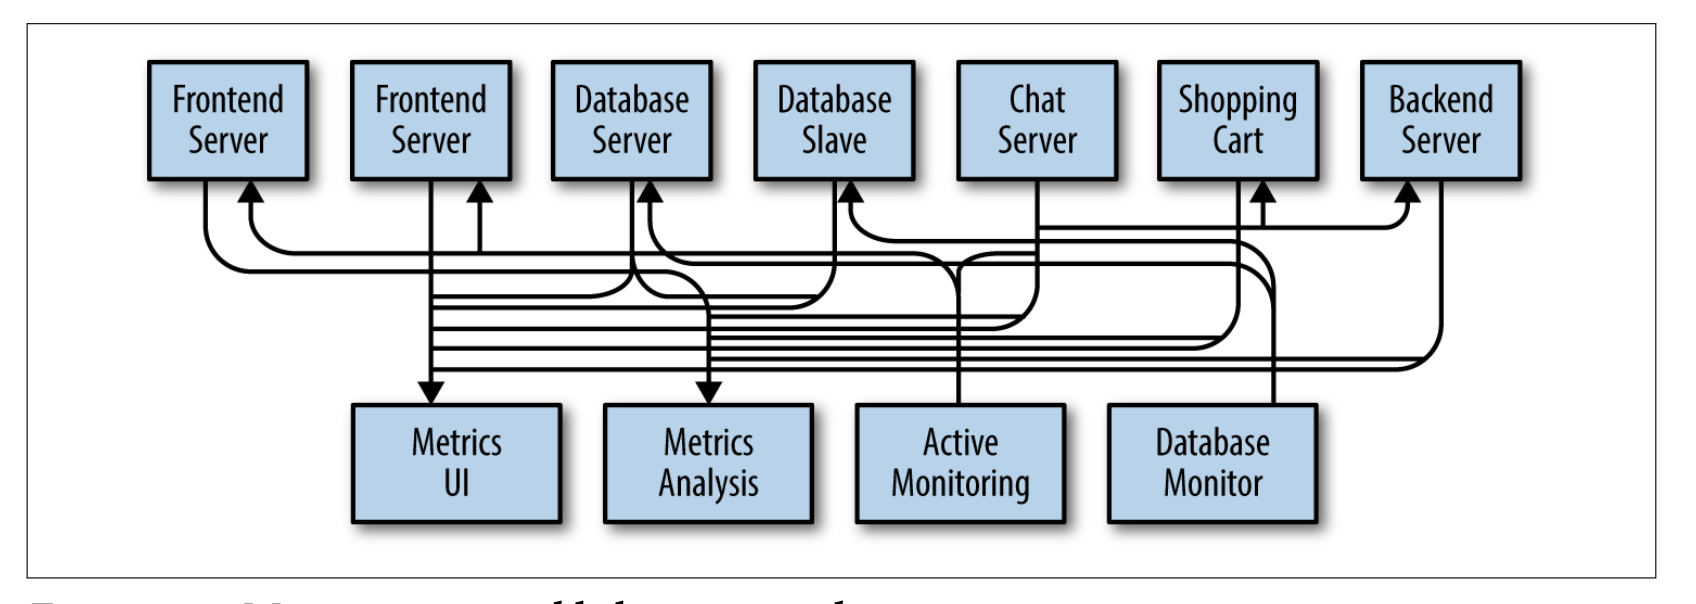 Frontend
Server
Frontend
Server
Database
Server
Database
Slave
Chat
Server
Shopping
Cart
Backend
Server
Metrics
UI
Metrics
Analysis
Active
Monitoring
Database
Monitor